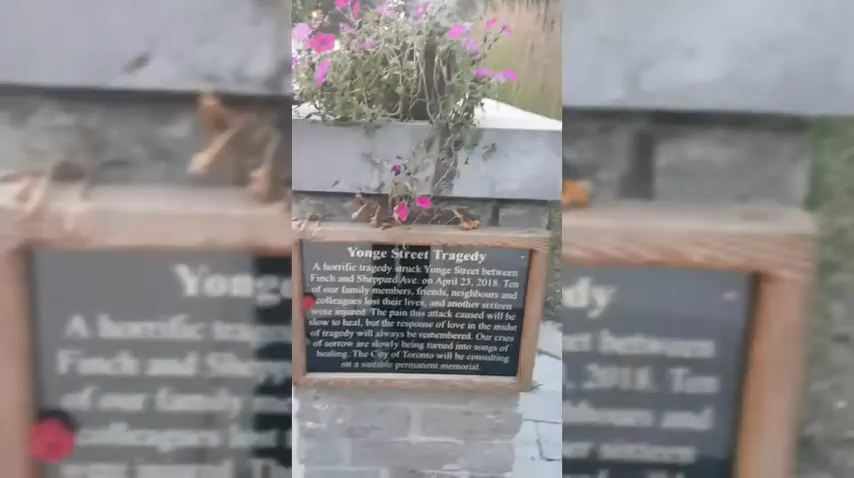 Yonge Street Tragedy
A horrific tragedy struck Yonge Street between
Finch and Sheppard Ave. on April 23, 2018. Ten
of our family members, friends, neighbours and
colleagues lost their lives, and another sixteen
were injured. The pain this attack caused will be
slow to heal, but the response of love in the midst
of tragedy will always be remembered. Our cries
of sorrow are slowly being turned into songs of
healing. The City of Toronto will be consulting
on a suitable permanent memorial.